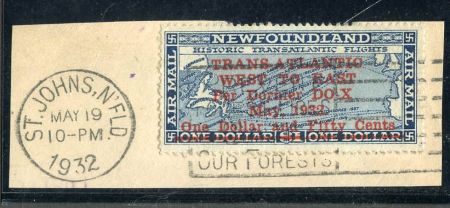 ST. JOHNS, N'FLD
MAY 19
10-PM
1932
NEWFOUNDLAND
HISTORIC TRANSATLANTIC FLIGHTS
AIR MAIL
AIR MAIL
TRANS-ATLANTIC
WEST TO EAST
Per Dornier DO-X
May, 1932.
One Dollar and Fifty Cents
ONE DOLLAR $1 ONE DOLLAR
OUR FORESTS